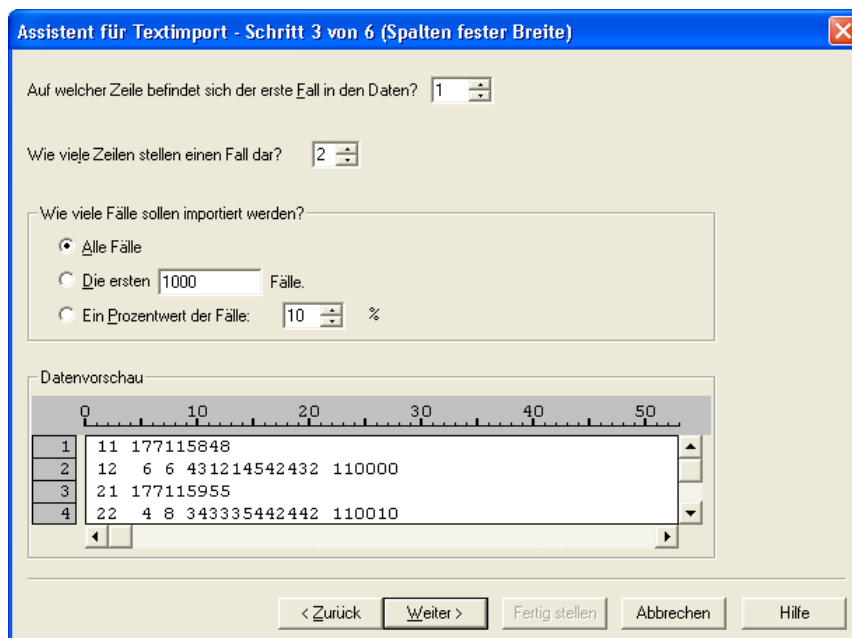 Assistent für Textimport - Schritt 3 von 6 (Spalten fester Breite)
Auf welcher Zeile befindet sich der erste Fall in den Daten? 1
Wie viele Zeilen stellen einen Fall dar? 2
Wie viele Fälle sollen importiert werden?
Alle Fälle
Die ersten 1000 Fälle.
Ein Prozentwert der Fälle: 10 %
Datenvorschau
0 10 20 30 40 50
1 11 177115848
2 12  6 6 431214542432 110000
3 21 177115955
4 22  4 8 343335442442 110010
< Zurück Weiter > Fertig stellen Abbrechen Hilfe